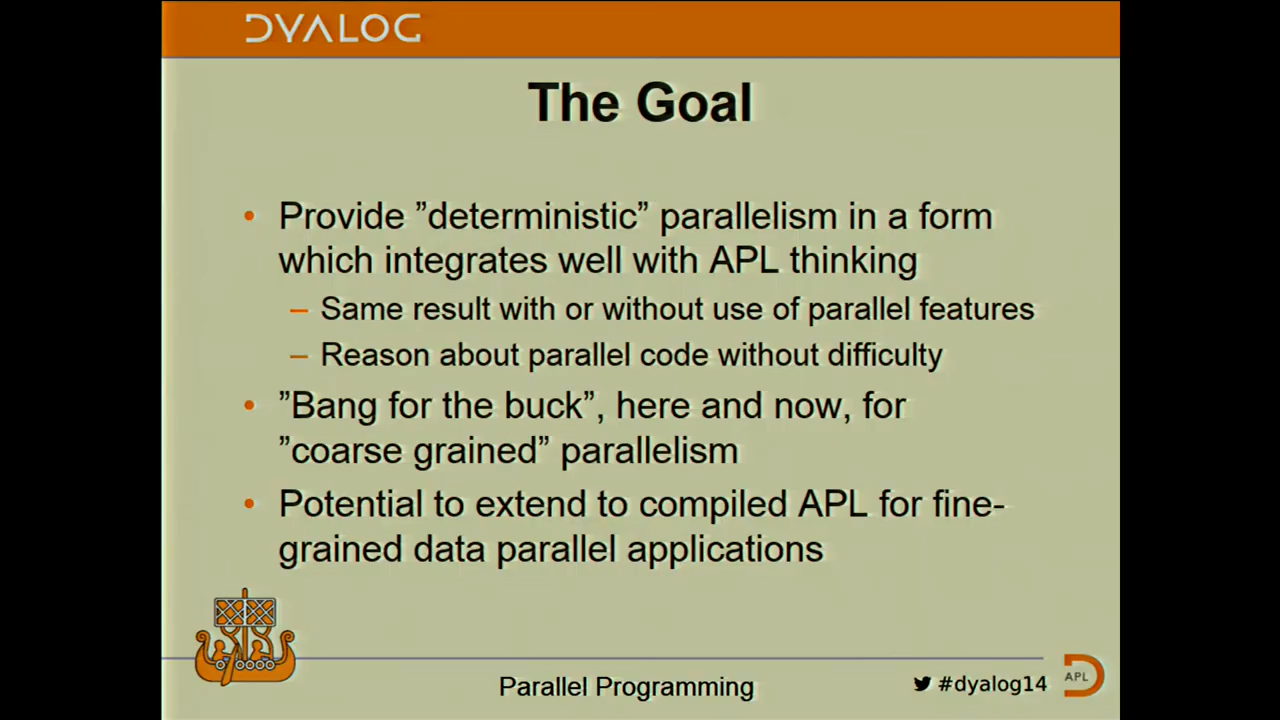 DYALOG
The Goal
• Provide ”deterministic” parallelism in a form
which integrates well with APL thinking
– Same result with or without use of parallel features
– Reason about parallel code without difficulty
• ”Bang for the buck”, here and now, for
”coarse grained” parallelism
• Potential to extend to compiled APL for fine-
grained data parallel applications
Parallel Programming
#dyalog14
APL